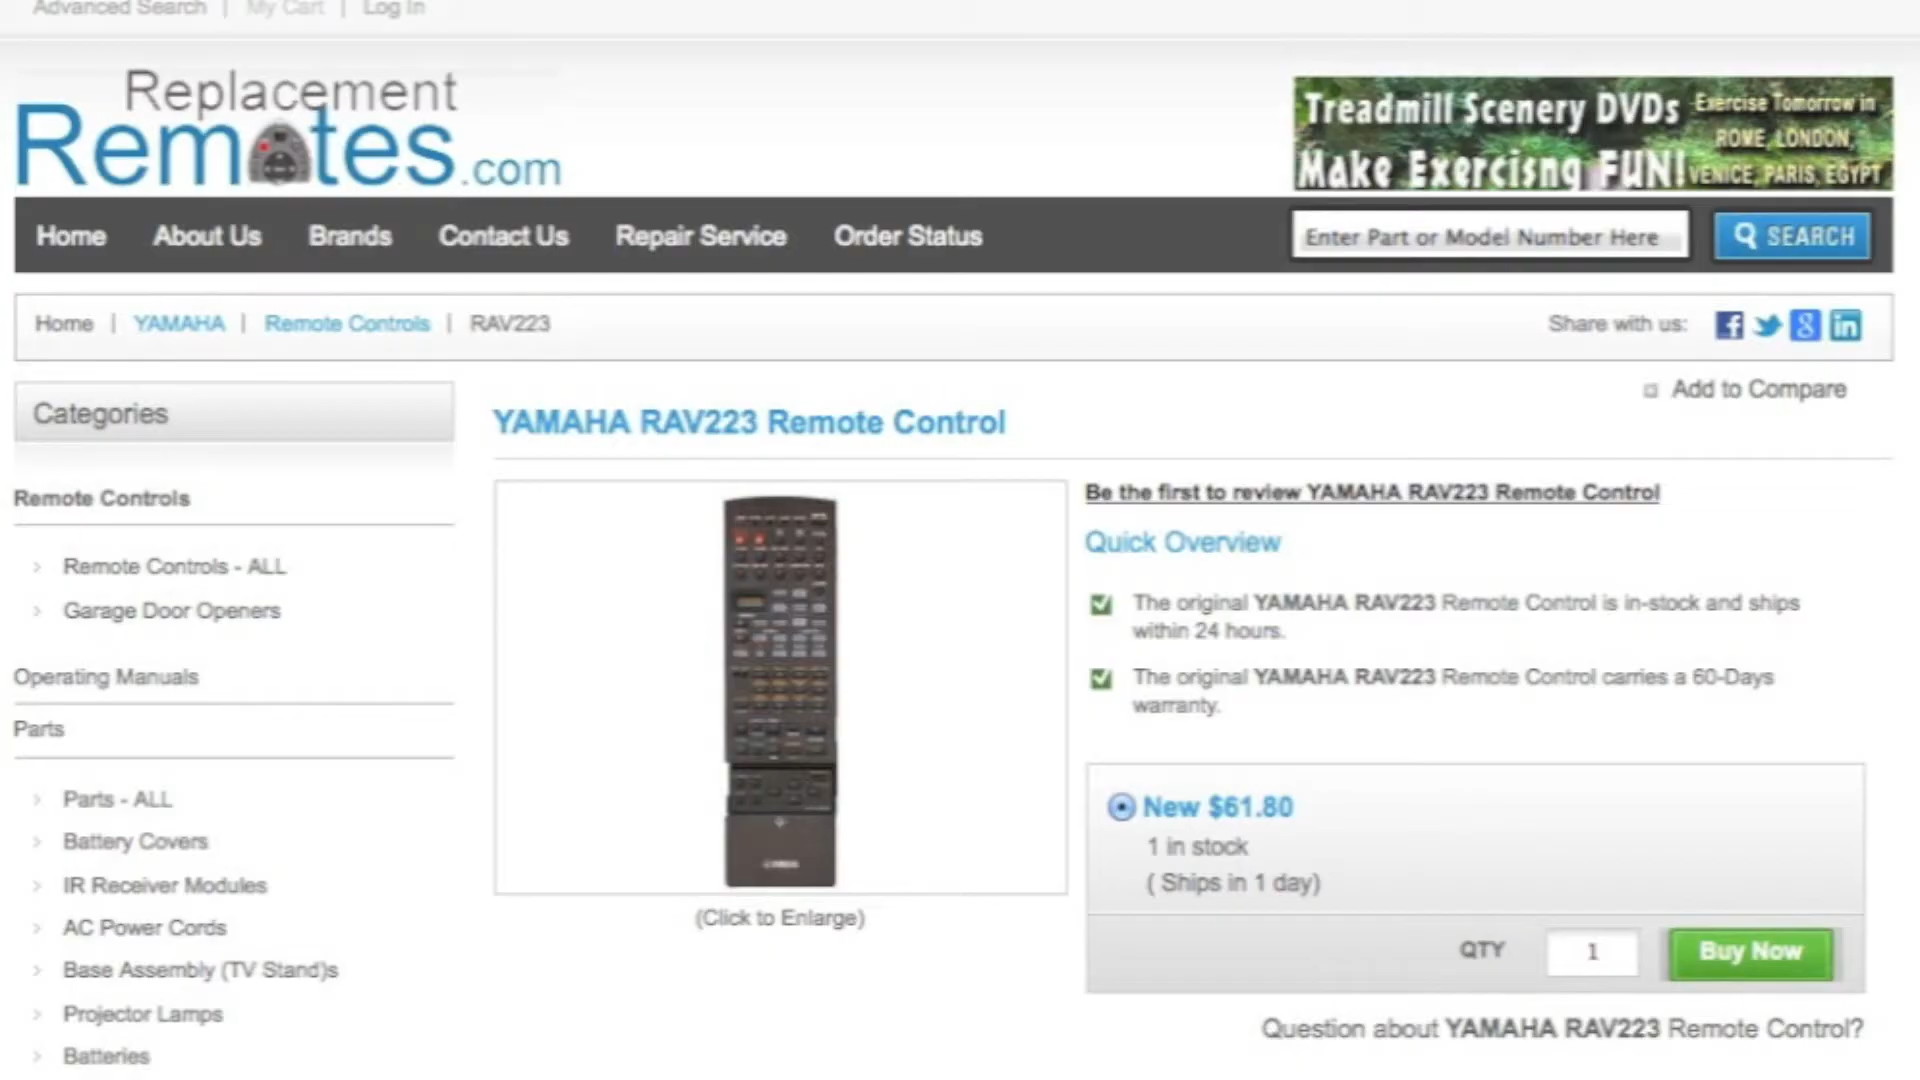 Advanced Search | My Cart | Log In
Replacement
Remotes.com
Treadmill Scenery DVDs
Make Exercisng FUN!
Exercise Tomorrow in
ROME, LONDON,
VENICE, PARIS, EGYPT
Home About Us Brands Contact Us Repair Service Order Status
Enter Part or Model Number Here
SEARCH
Home | YAMAHA | Remote Controls | RAV223
Share with us:
Add to Compare
Categories
Remote Controls
Remote Controls - ALL
Garage Door Openers
Operating Manuals
Parts
Parts - ALL
Battery Covers
IR Receiver Modules
AC Power Cords
Base Assembly (TV Stand)s
Projector Lamps
Batteries
YAMAHA RAV223 Remote Control
(Click to Enlarge)
Be the first to review YAMAHA RAV223 Remote Control
Quick Overview
The original YAMAHA RAV223 Remote Control is in-stock and ships
within 24 hours.
The original YAMAHA RAV223 Remote Control carries a 60-Days
warranty.
New $61.80
1 in stock
( Ships in 1 day)
QTY 1 Buy Now
Question about YAMAHA RAV223 Remote Control?